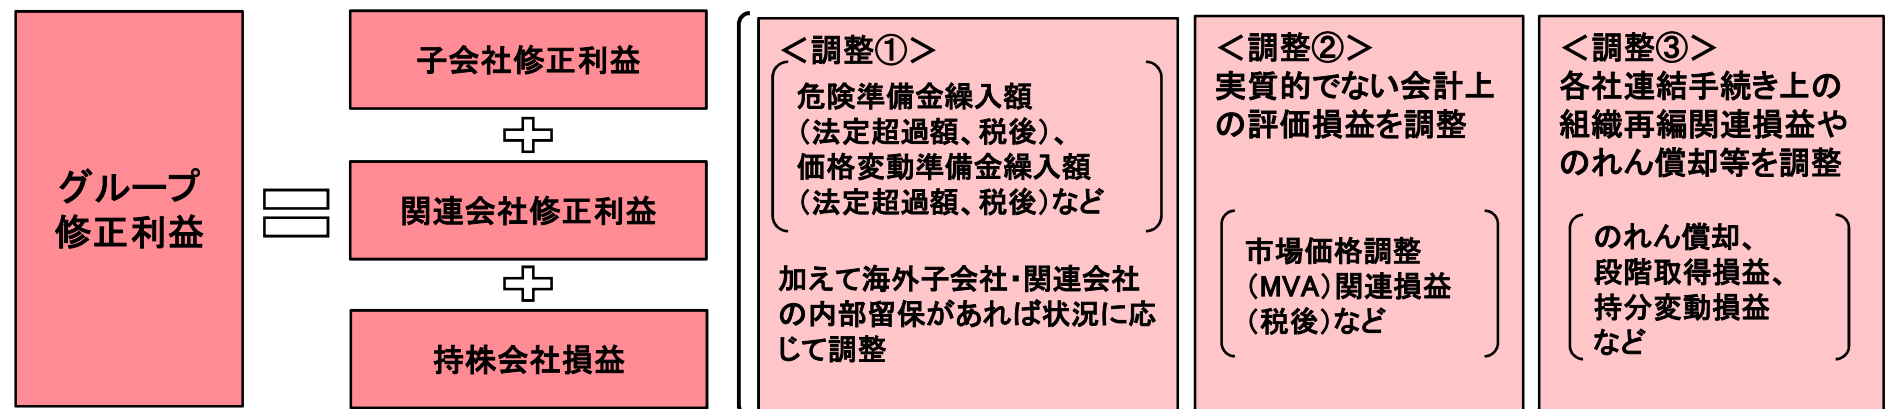 グループ
修正利益
子会社修正利益
関連会社修正利益
持株会社損益
＜調整①＞
危険準備金繰入額
（法定超過額、税後）、
価格変動準備金繰入額
（法定超過額、税後）など
加えて海外子会社・関連会社
の内部留保があれば状況に応
じて調整
＜調整②＞
実質的でない会計上
の評価損益を調整
市場価格調整
（MVA）関連損益
（税後）など
＜調整③＞
各社連結手続き上の
組織再編関連損益や
のれん償却等を調整
のれん償却、
段階取得損益、
持分変動損益
など